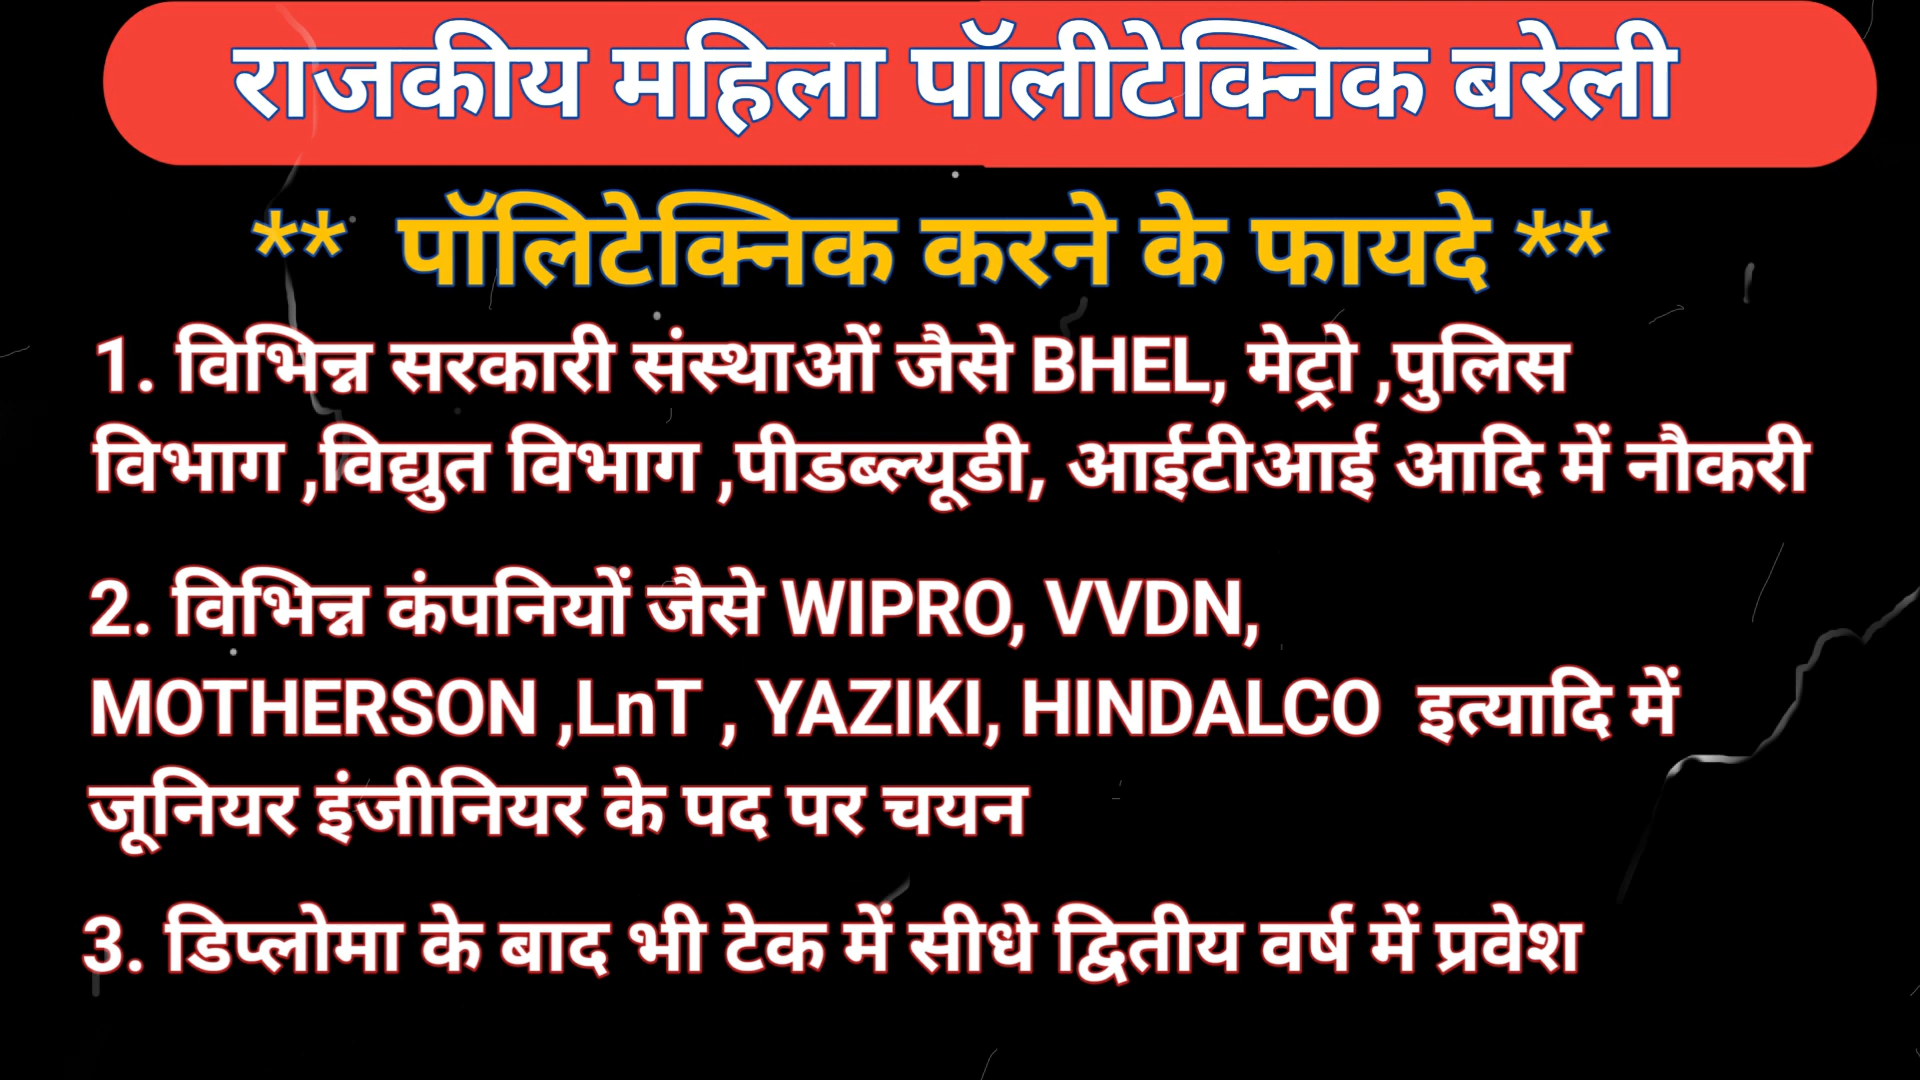 राजकीय महिला पॉलीटेक्निक बरेली
** पॉलिटेक्निक करने के फायदे **
1. विभिन्न सरकारी संस्थाओं जैसे BHEL, मेट्रो ,पुलिस
विभाग ,विद्युत विभाग ,पीडब्ल्यूडी, आईटीआई आदि में नौकरी
2. विभिन्न कंपनियों जैसे WIPRO, VVDN,
MOTHERSON ,LnT , YAZIKI, HINDALCO इत्यादि में
जूनियर इंजीनियर के पद पर चयन
3. डिप्लोमा के बाद भी टेक में सीधे द्वितीय वर्ष में प्रवेश